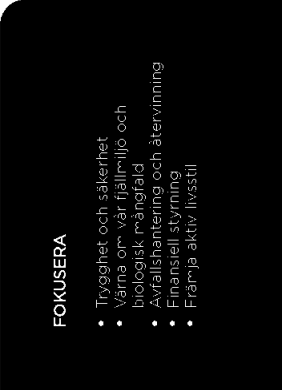 FOKUSERA
• Trygghet och säkerhet
• Värna om vår fjällmiljö och
biologisk mångfald
• Avfallshantering och återvinning
• Finansiell styrning
• Främja aktiv livsstil